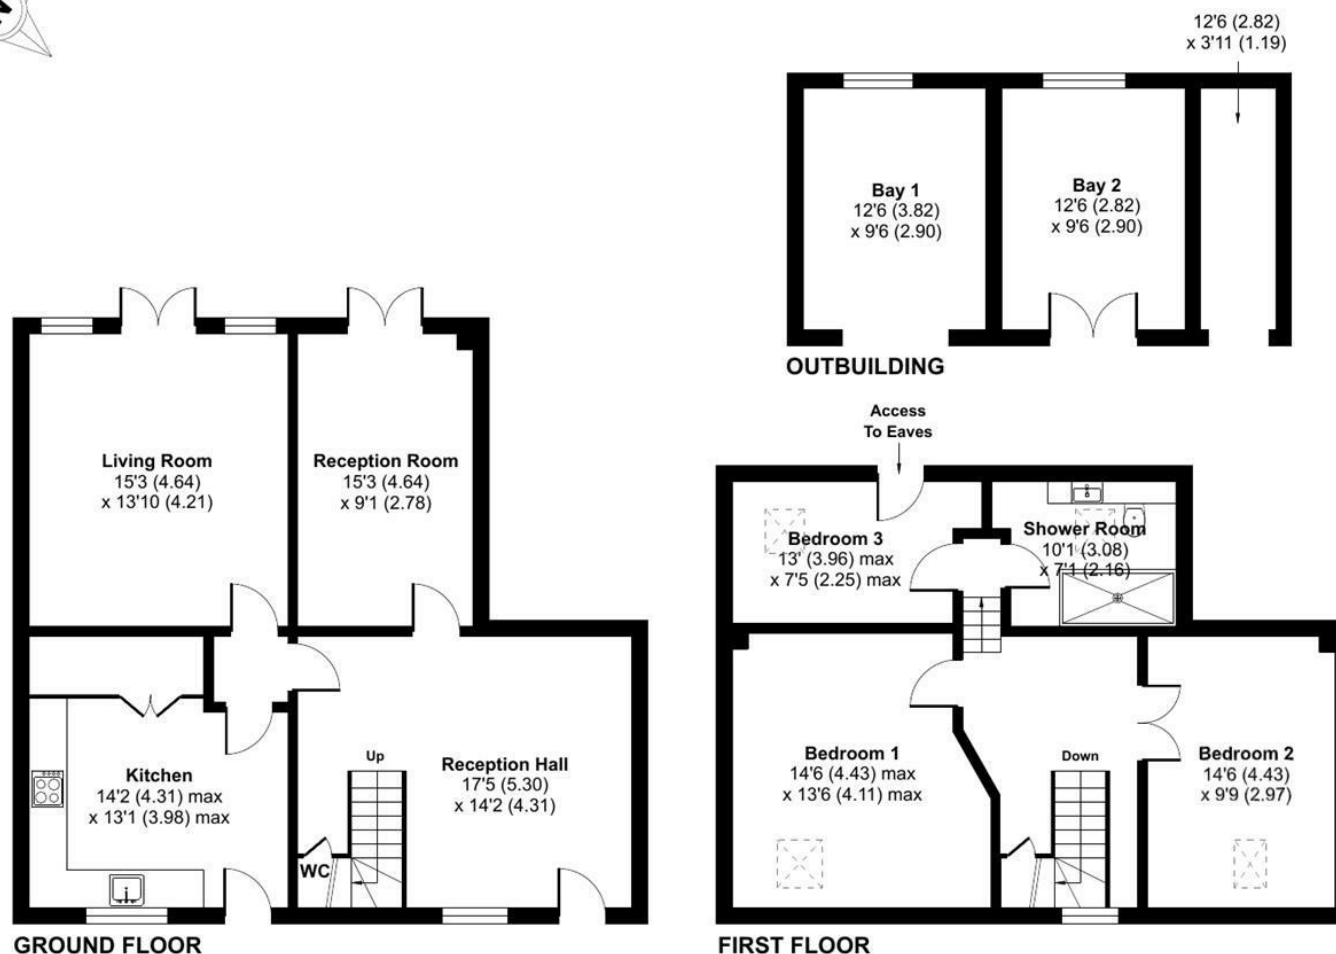 N
12'6 (2.82)
x 3'11 (1.19)
Bay 1
12'6 (3.82)
x 9'6 (2.90)
Bay 2
12'6 (2.82)
x 9'6 (2.90)
OUTBUILDING
Living Room
15'3 (4.64)
x 13'10 (4.21)
Reception Room
15'3 (4.64)
x 9'1 (2.78)
Kitchen
14'2 (4.31) max
x 13'1 (3.98) max
Up
Reception Hall
17'5 (5.30)
x 14'2 (4.31)
WC
GROUND FLOOR
Access
To Eaves
Bedroom 3
13' (3.96) max
x 7'5 (2.25) max
Shower Room
10'1 (3.08)
x 7'1 (2.16)
Bedroom 1
14'6 (4.43) max
x 13'6 (4.11) max
Down
Bedroom 2
14'6 (4.43)
x 9'9 (2.97)
FIRST FLOOR